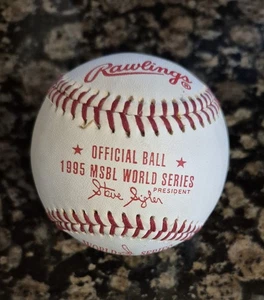 Rawlings®
★ OFFICIAL BALL ★
1995 MSBL WORLD SERIES
PRESIDENT